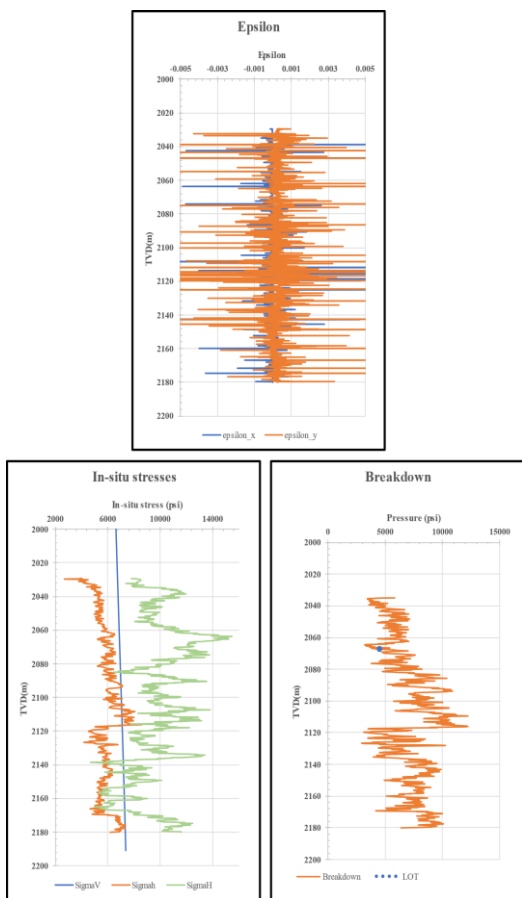 Epsilon
Epsilon
-0.005 -0.003 -0.001 0.001 0.003 0.005
2000
2020
2040
2060
2080
2100
2120
2140
2160
2180
2200
TVD(m)
epsilon_x epsilon_y
In-situ stresses
In-situ stress (psi)
2000 6000 10000 14000
2000
2020
2040
2060
2080
2100
2120
2140
2160
2180
2200
TVD(m)
SigmaV Sigmah SigmaH
Breakdown
Pressure (psi)
0 5000 10000 15000
2000
2020
2040
2060
2080
2100
2120
2140
2160
2180
2200
TVD(m)
Breakdown LOT